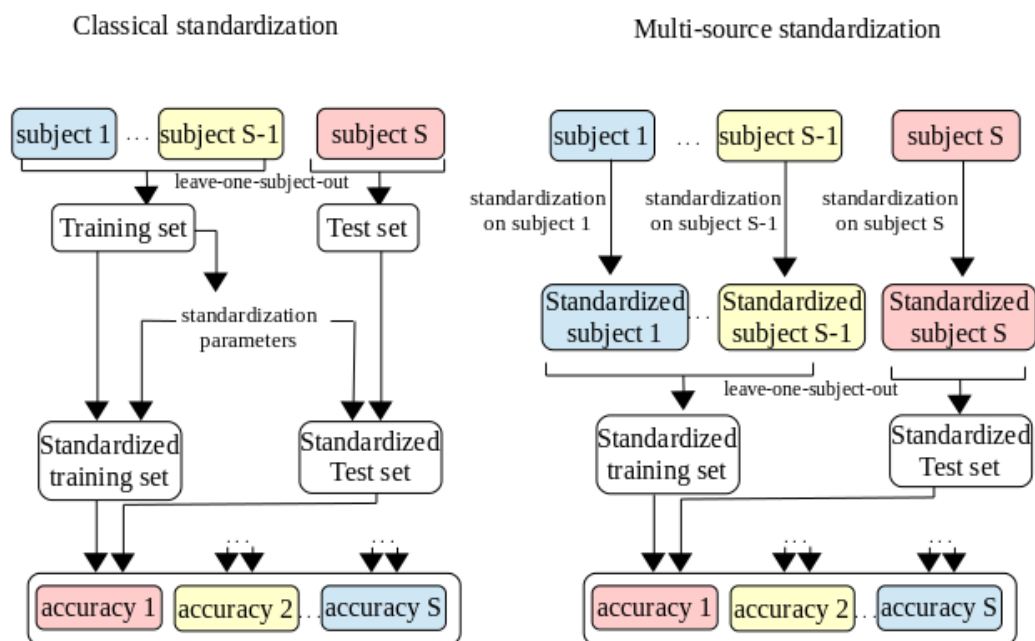 Classical standardization
subject 1
...
subject S-1
subject S
leave-one-subject-out
Training set
Test set
standardization
parameters
Standardized
training set
Standardized
Test set
...
...
accuracy 1
accuracy 2
...
accuracy S
Multi-source standardization
subject 1
...
subject S-1
subject S
standardization
on subject 1
standardization
on subject S-1
standardization
on subject S
Standardized
subject 1
...
Standardized
subject S-1
Standardized
subject S
leave-one-subject-out
Standardized
training set
Standardized
Test set
...
...
accuracy 1
accuracy 2
...
accuracy S